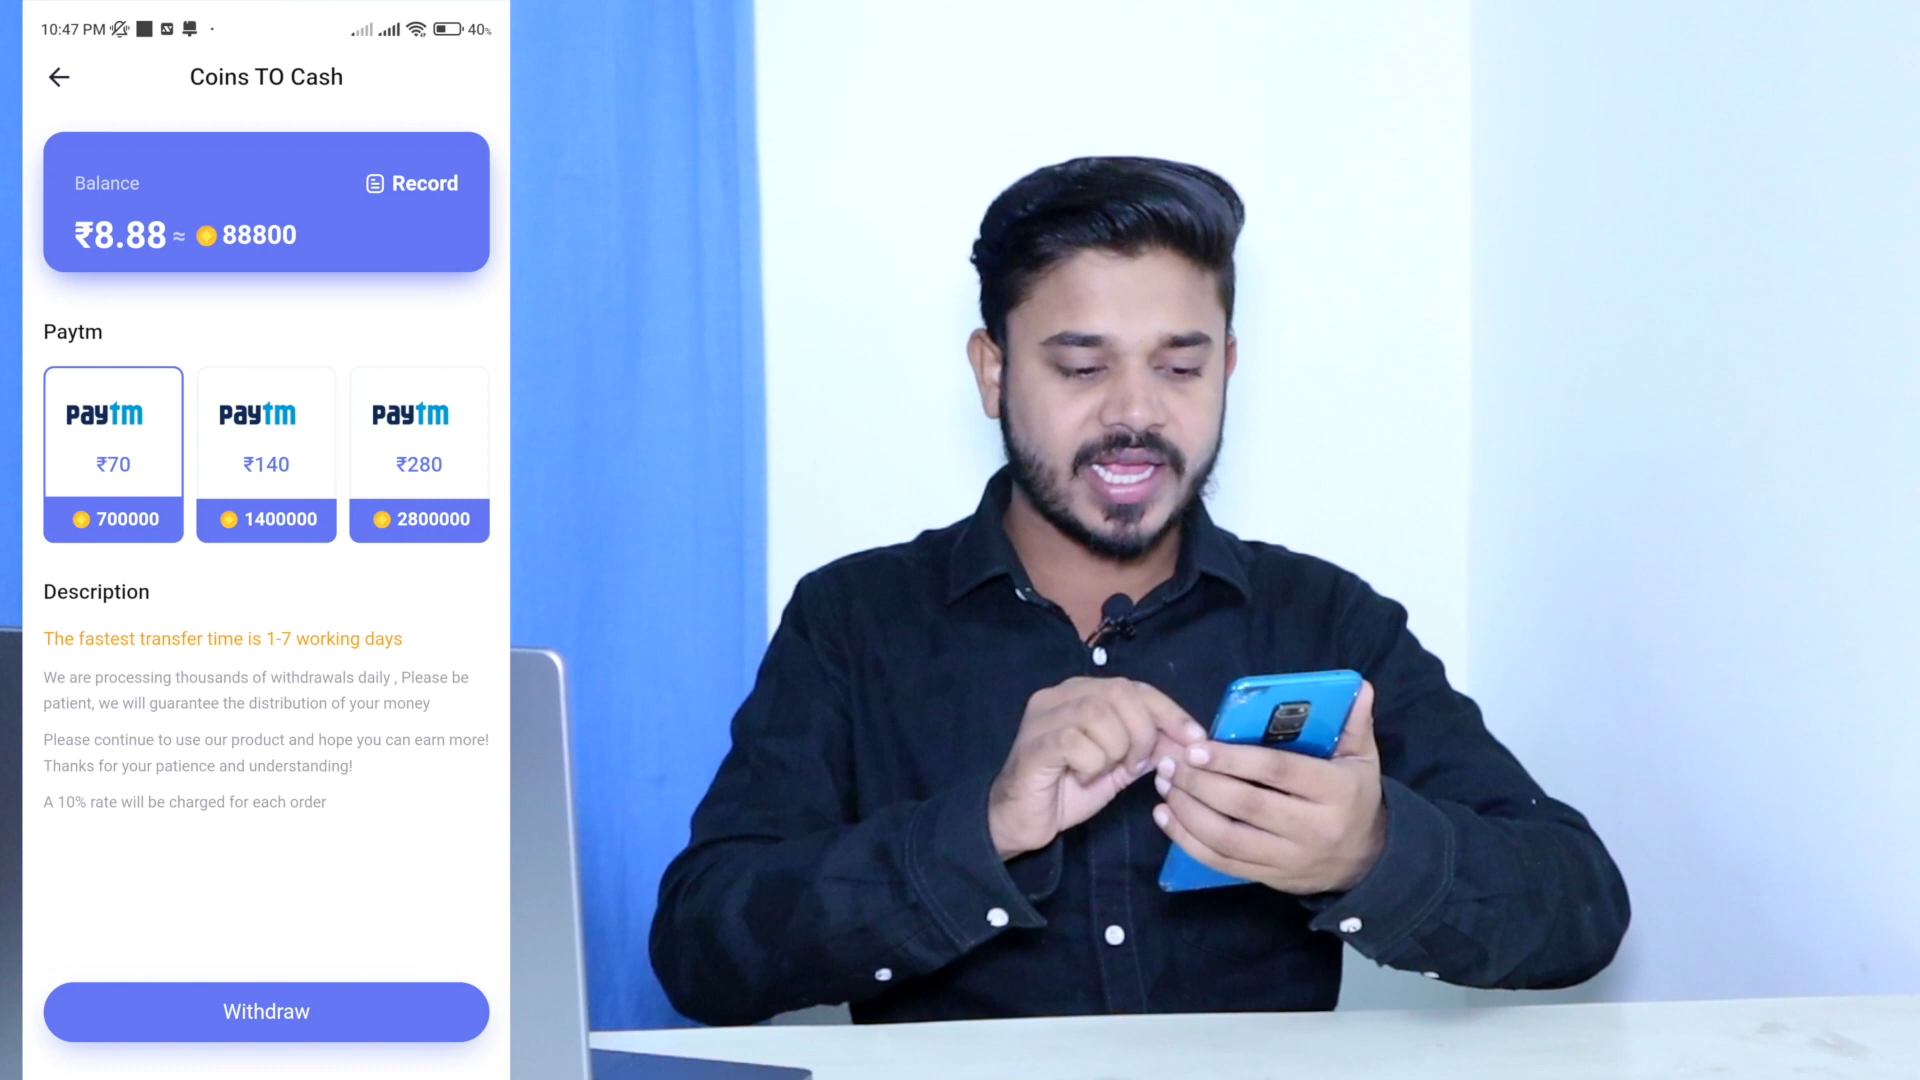 10:47 PM
40%
Coins TO Cash
Balance
Record
₹8.88 ≈ 88800
Paytm
paytm
paytm
paytm
₹70
₹140
₹280
700000
1400000
2800000
Description
The fastest transfer time is 1-7 working days
We are processing thousands of withdrawals daily , Please be
patient, we will guarantee the distribution of your money
Please continue to use our product and hope you can earn more!
Thanks for your patience and understanding!
A 10% rate will be charged for each order
Withdraw